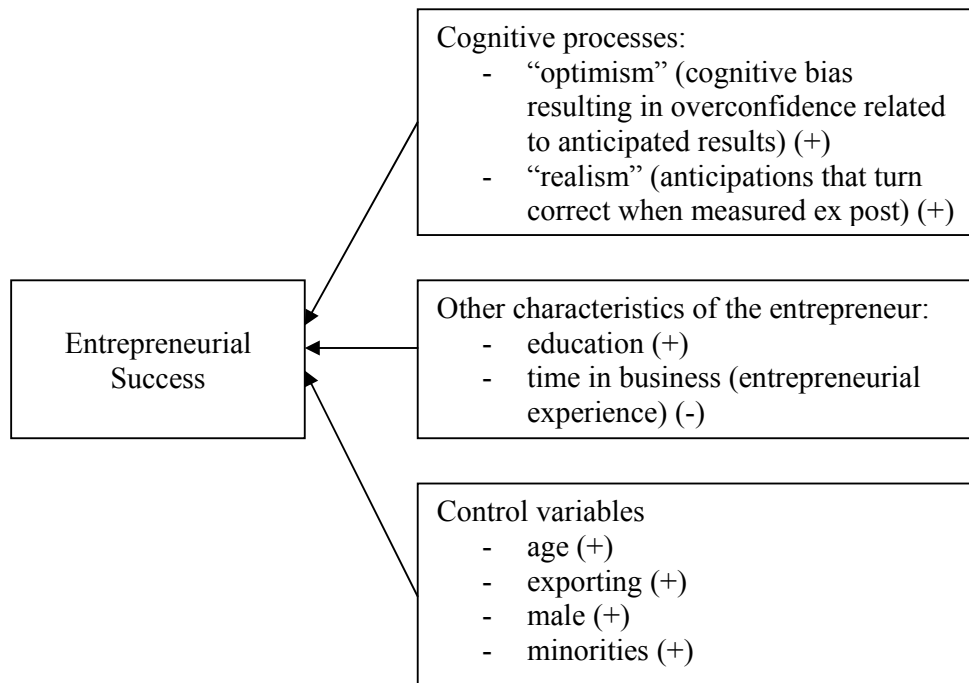 Cognitive processes:
- “optimism” (cognitive bias
resulting in overconfidence related
to anticipated results) (+)
- “realism” (anticipations that turn
correct when measured ex post) (+)
Entrepreneurial
Success
Other characteristics of the entrepreneur:
- education (+)
- time in business (entrepreneurial
experience) (-)
Control variables
- age (+)
- exporting (+)
- male (+)
- minorities (+)